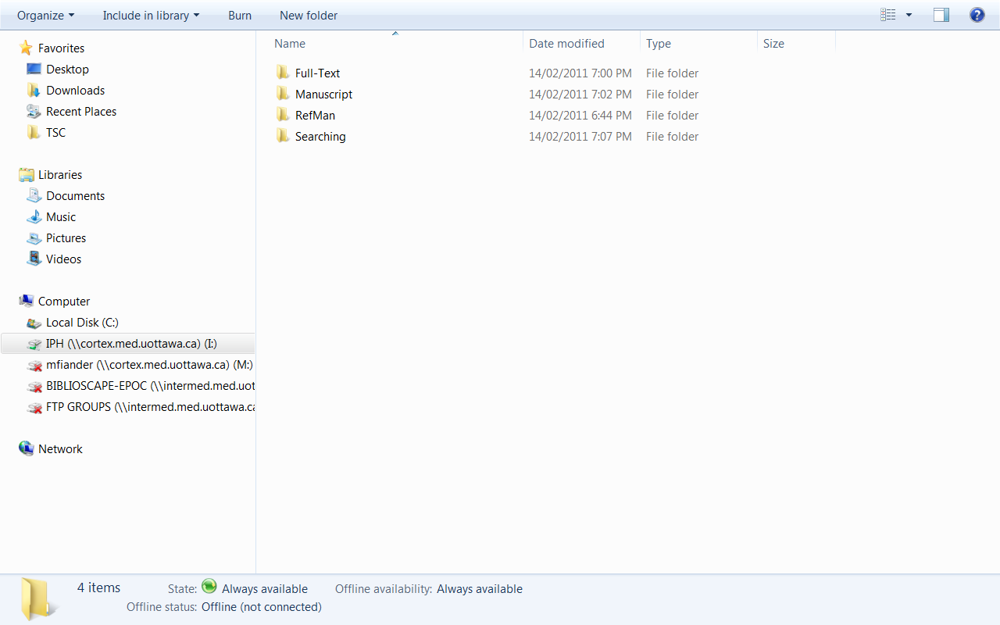 Organize Include in library Burn New folder
Name Date modified Type Size
Favorites
Desktop
Downloads
Recent Places
TSC
Libraries
Documents
Music
Pictures
Videos
Computer
Local Disk (C:)
IPH (\\cortex.med.uottawa.ca) (I:)
mfiander (\\cortex.med.uottawa.ca) (M:)
BIBLIOSCAPE-EPOC (\\intermed.med.uot
FTP GROUPS (\\intermed.med.uottawa.ca
Network
Full-Text 14/02/2011 7:00 PM File folder
Manuscript 14/02/2011 7:02 PM File folder
RefMan 14/02/2011 6:44 PM File folder
Searching 14/02/2011 7:07 PM File folder
4 items State: Always available Offline availability: Always available
Offline status: Offline (not connected)